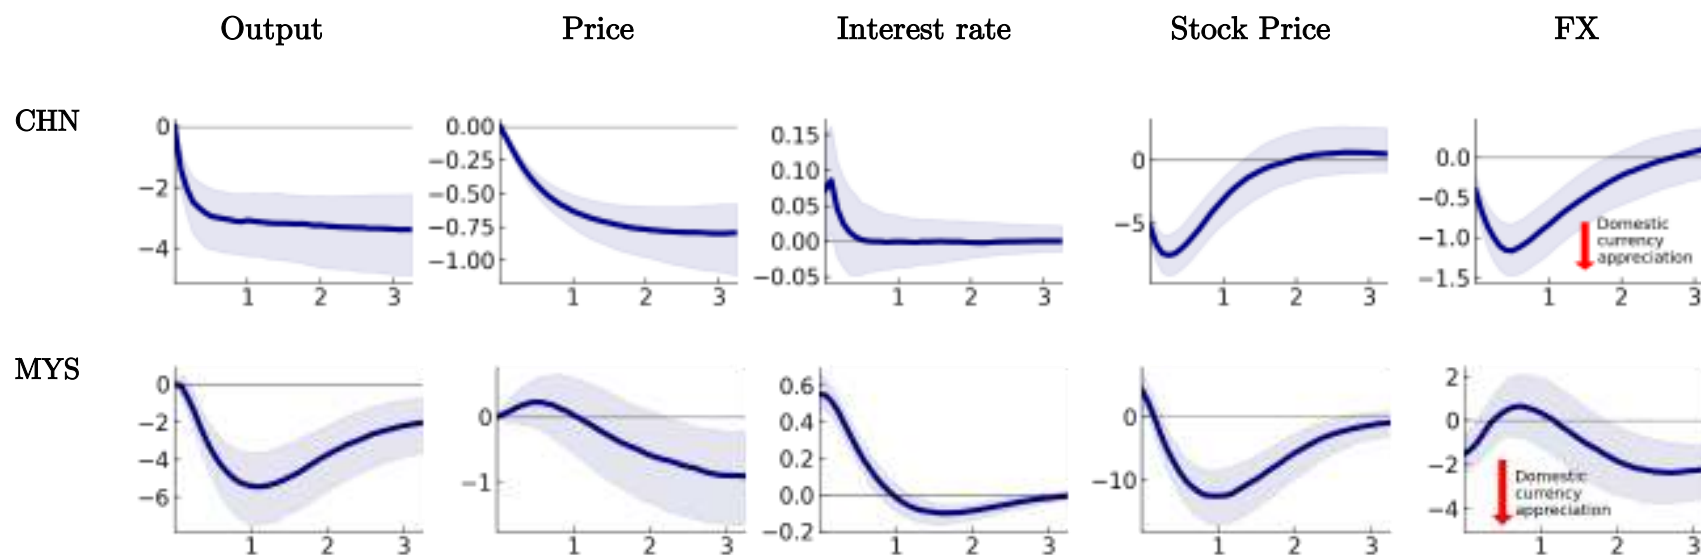 Output Price Interest rate Stock Price FX
CHN
0
−2
−4
1 2 3
0.00
−0.25
−0.50
−0.75
−1.00
1 2 3
0.15
0.10
0.05
0.00
−0.05
1 2 3
0
−5
1 2 3
0.0
−0.5
−1.0
−1.5
Domestic
currency
appreciation
1 2 3
MYS
0
−2
−4
−6
1 2 3
0
−1
1 2 3
0.6
0.4
0.2
0.0
−0.2
1 2 3
0
−10
1 2 3
2
0
−2
−4
Domestic
currency
appreciation
1 2 3